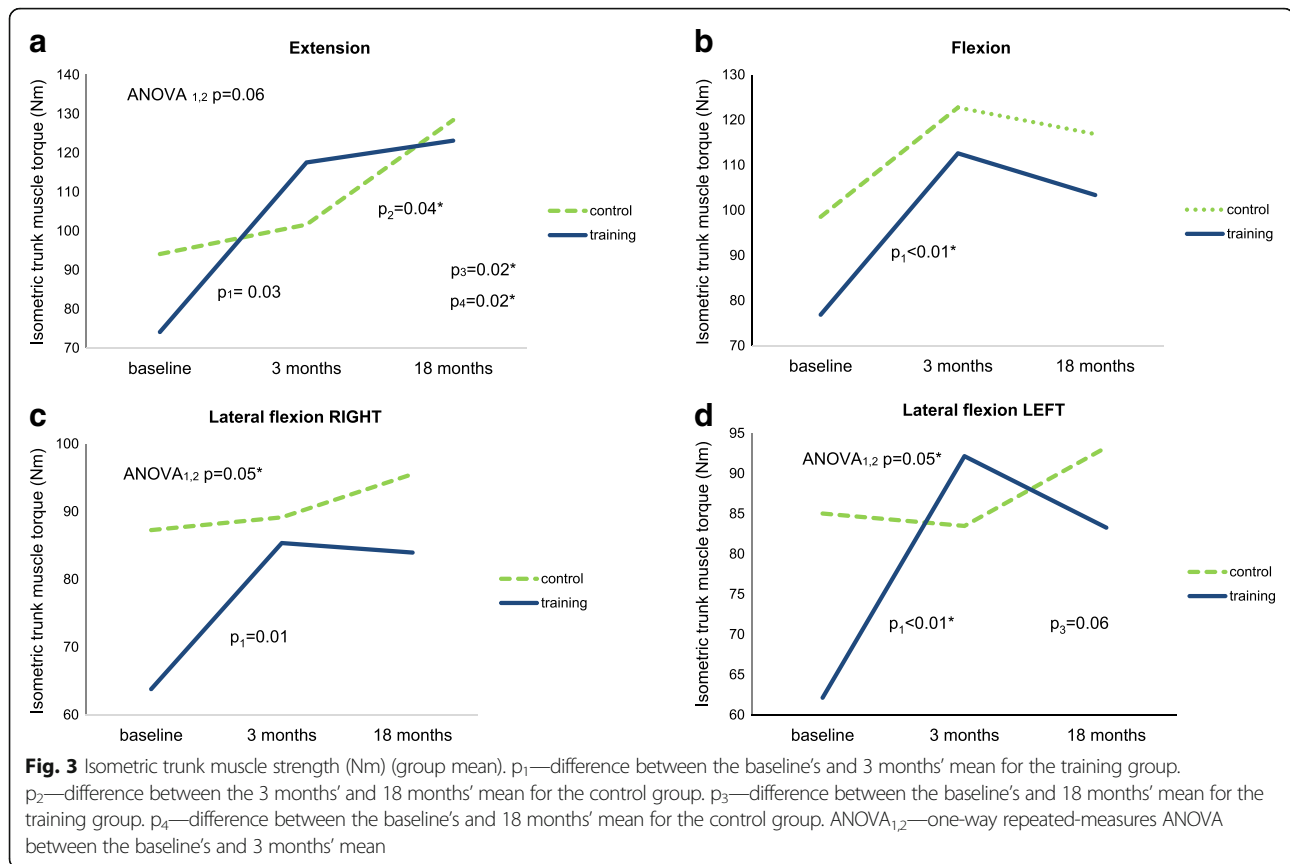 a
Extension
Isometric trunk muscle torque (Nm)
140
130
120
110
100
90
80
70
ANOVA 1,2 p=0.06
p₂=0.04*
p₁= 0.03
p₃=0.02*
p₄=0.02*
control
training
baseline 3 months 18 months
b
Flexion
Isometric trunk muscle torque (Nm)
130
120
110
100
90
80
70
p₁<0.01*
control
training
baseline 3 months 18 months
c
Lateral flexion RIGHT
Isometric trunk muscle torque (Nm)
100
90
80
70
60
ANOVA₁,₂ p=0.05*
p₁=0.01
control
training
baseline 3 months 18 months
d
Lateral flexion LEFT
Isometric trunk muscle torque (Nm)
95
90
85
80
75
70
65
60
ANOVA₁,₂ p=0.05*
p₁<0.01*
p₃=0.06
control
training
baseline 3 months 18 months
Fig. 3 Isometric trunk muscle strength (Nm) (group mean). p₁—difference between the baseline's and 3 months' mean for the training group.
p₂—difference between the 3 months' and 18 months' mean for the control group. p₃—difference between the baseline's and 18 months' mean for the
training group. p₄—difference between the baseline's and 18 months' mean for the control group. ANOVA₁,₂—one-way repeated-measures ANOVA
between the baseline's and 3 months' mean